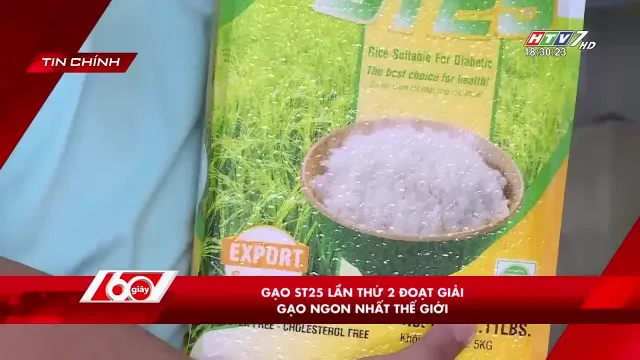 TIN CHÍNH
HTV7 HD
18:30:23
ST25
Rice Suitable For Diabetic
The best choice for health!
EXPORT
60 giây
GẠO ST25 LẦN THỨ 2 ĐOẠT GIẢI
GẠO NGON NHẤT THẾ GIỚI
FREE - CHOLESTEROL FREE
LBS.
5KG